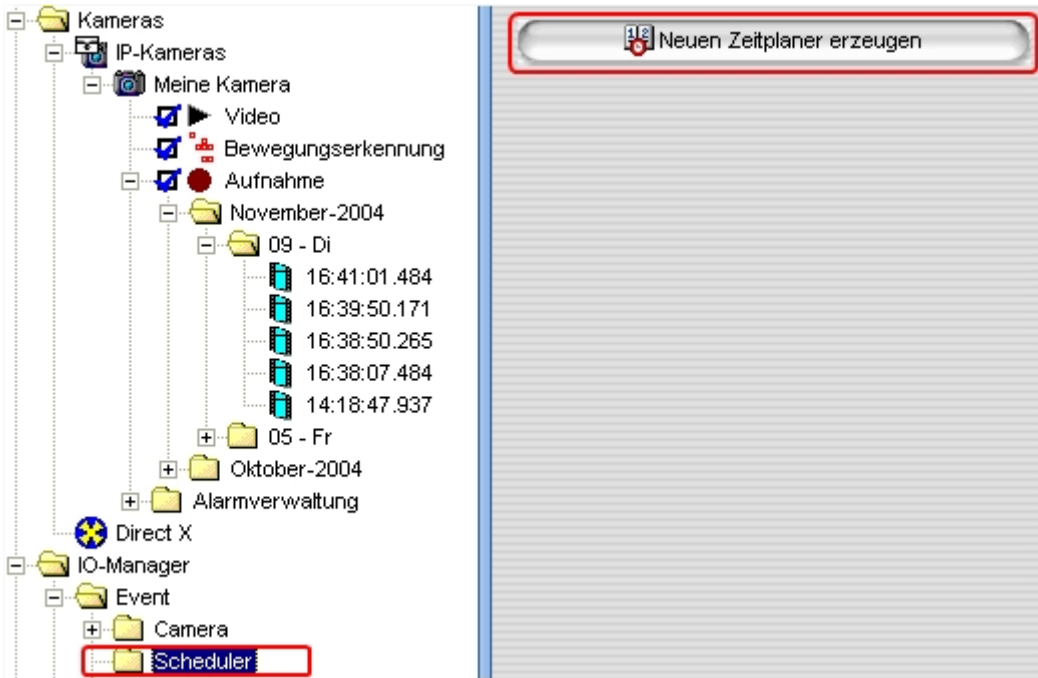 Kameras
IP-Kameras
Meine Kamera
Video
Bewegungserkennung
Aufnahme
November-2004
09 - Di
16:41:01.484
16:39:50.171
16:38:50.265
16:38:07.484
14:18:47.937
05 - Fr
Oktober-2004
Alarmverwaltung
Direct X
IO-Manager
Event
Camera
Scheduler
Neuen Zeitplaner erzeugen